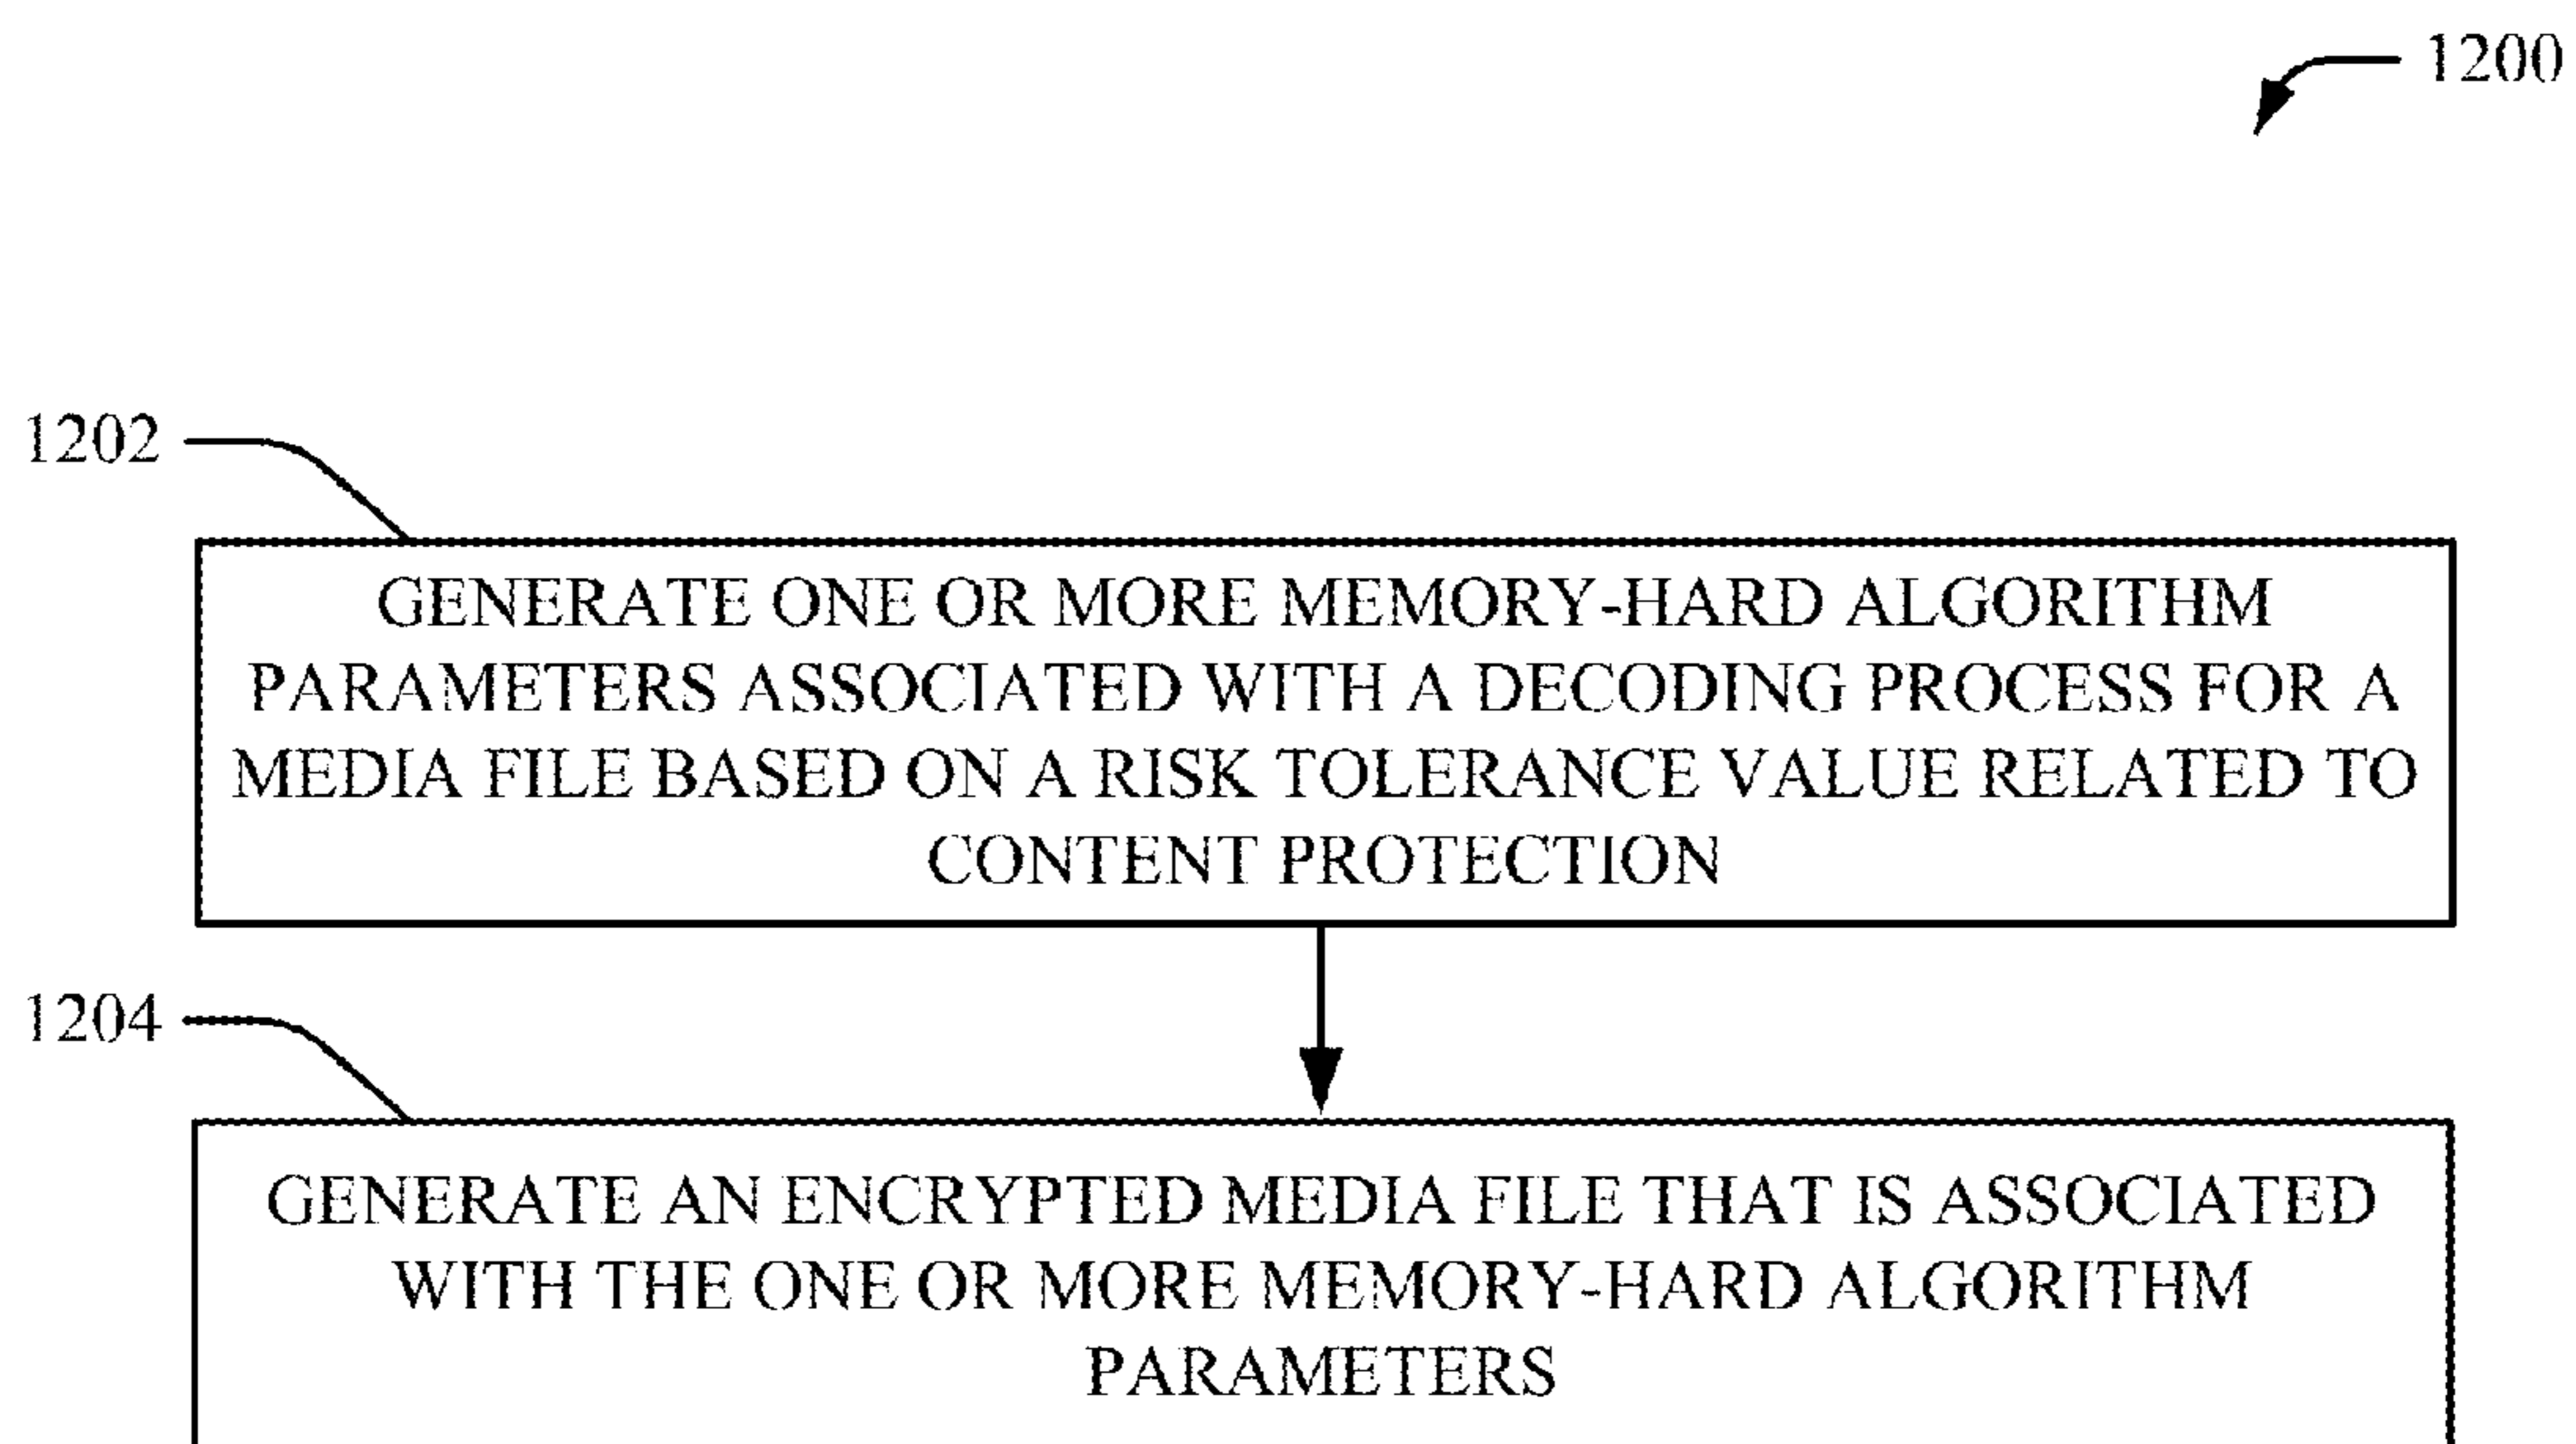 1200
1202
GENERATE ONE OR MORE MEMORY-HARD ALGORITHM
PARAMETERS ASSOCIATED WITH A DECODING PROCESS FOR A
MEDIA FILE BASED ON A RISK TOLERANCE VALUE RELATED TO
CONTENT PROTECTION
1204
GENERATE AN ENCRYPTED MEDIA FILE THAT IS ASSOCIATED
WITH THE ONE OR MORE MEMORY-HARD ALGORITHM
PARAMETERS